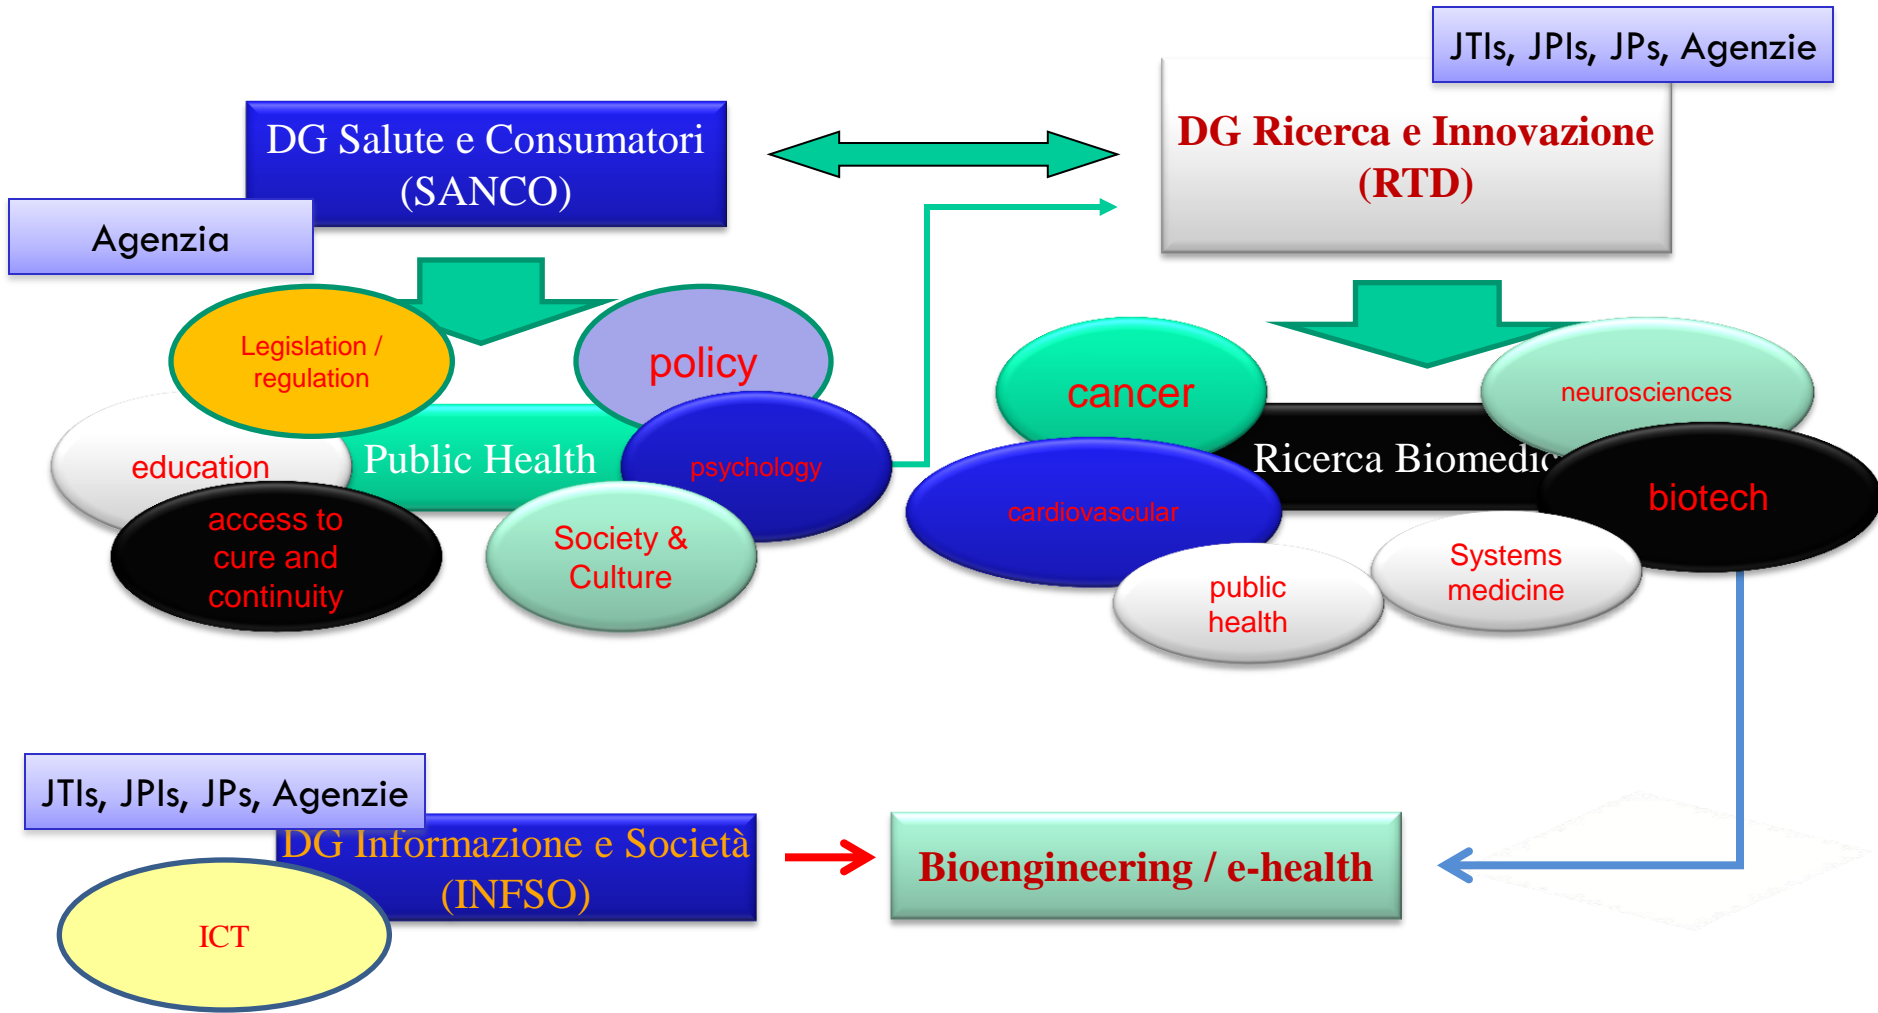 JTIs, JPIs, JPs, Agenzie
DG Salute e Consumatori
(SANCO)
DG Ricerca e Innovazione
(RTD)
Agenzia
Legislation /
regulation
policy
cancer
neurosciences
education
Public Health
psychology
Ricerca Biomedic
biotech
cardiovascular
access to
cure and
continuity
Society &
Culture
Systems
medicine
public
health
JTIs, JPIs, JPs, Agenzie
DG Informazione e Società
(INFSO)
Bioengineering / e-health
ICT